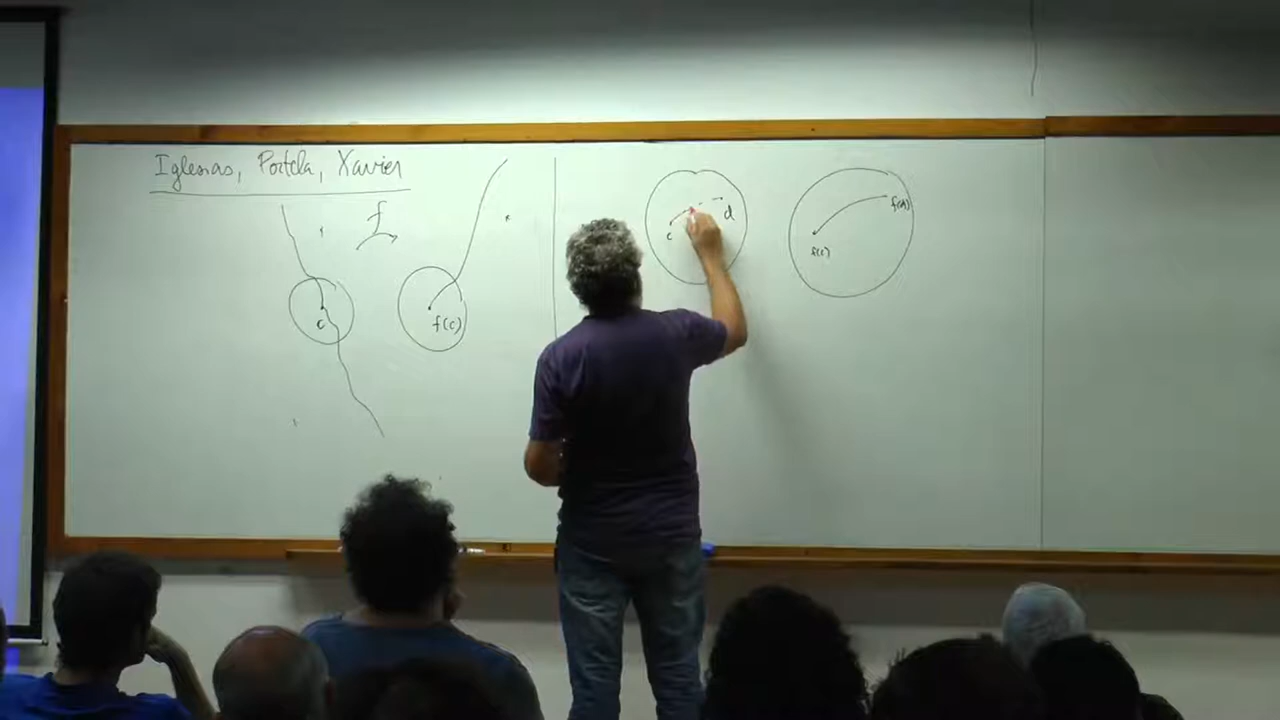 Iglesias, Portela, Xavier
f
c
f(c)
c
d
f(c)
f(d)